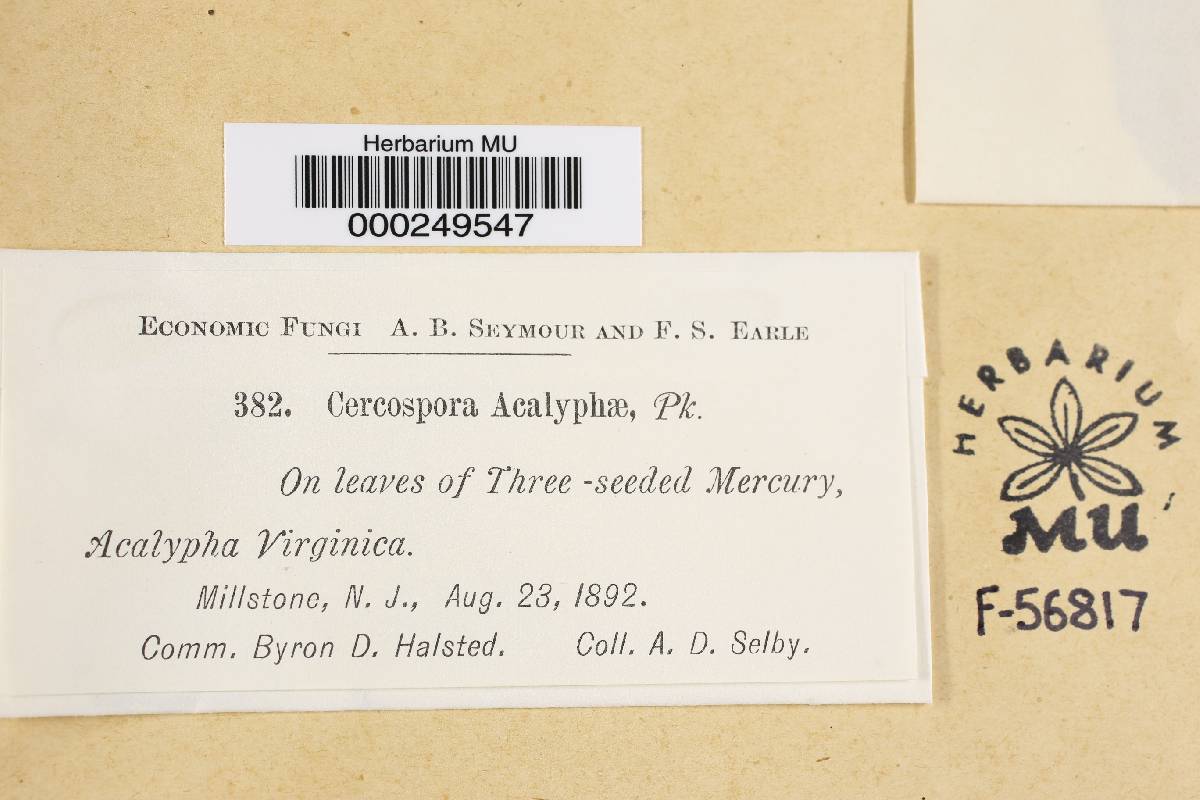 Herbarium MU
000249547
ECONOMIC FUNGI A. B. SEYMOUR AND F. S. EARLE
382. Cercospora Acalyphæ, Pk.
On leaves of Three -seeded Mercury,
Acalypha Virginica.
Millstone, N. J., Aug. 23, 1892.
Comm. Byron D. Halsted. Coll. A. D. Selby.
HERBARIUM
MU
F-56817